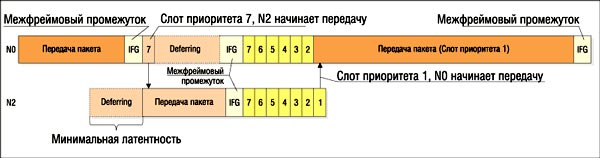 Межфреймовый промежуток
Слот приоритета 7, N2 начинает передачу
Межфреймовый промежуток
N0
Передача пакета
IFG
7
Deferring
IFG
7
6
5
4
3
2
Передача пакета (Слот приоритета 1)
IFG
Межфреймовый
промежуток
Слот приоритета 1, N0 начинает передачу
N2
Deferring
Передача пакета
IFG
7
6
5
4
3
2
1
Минимальная латентность